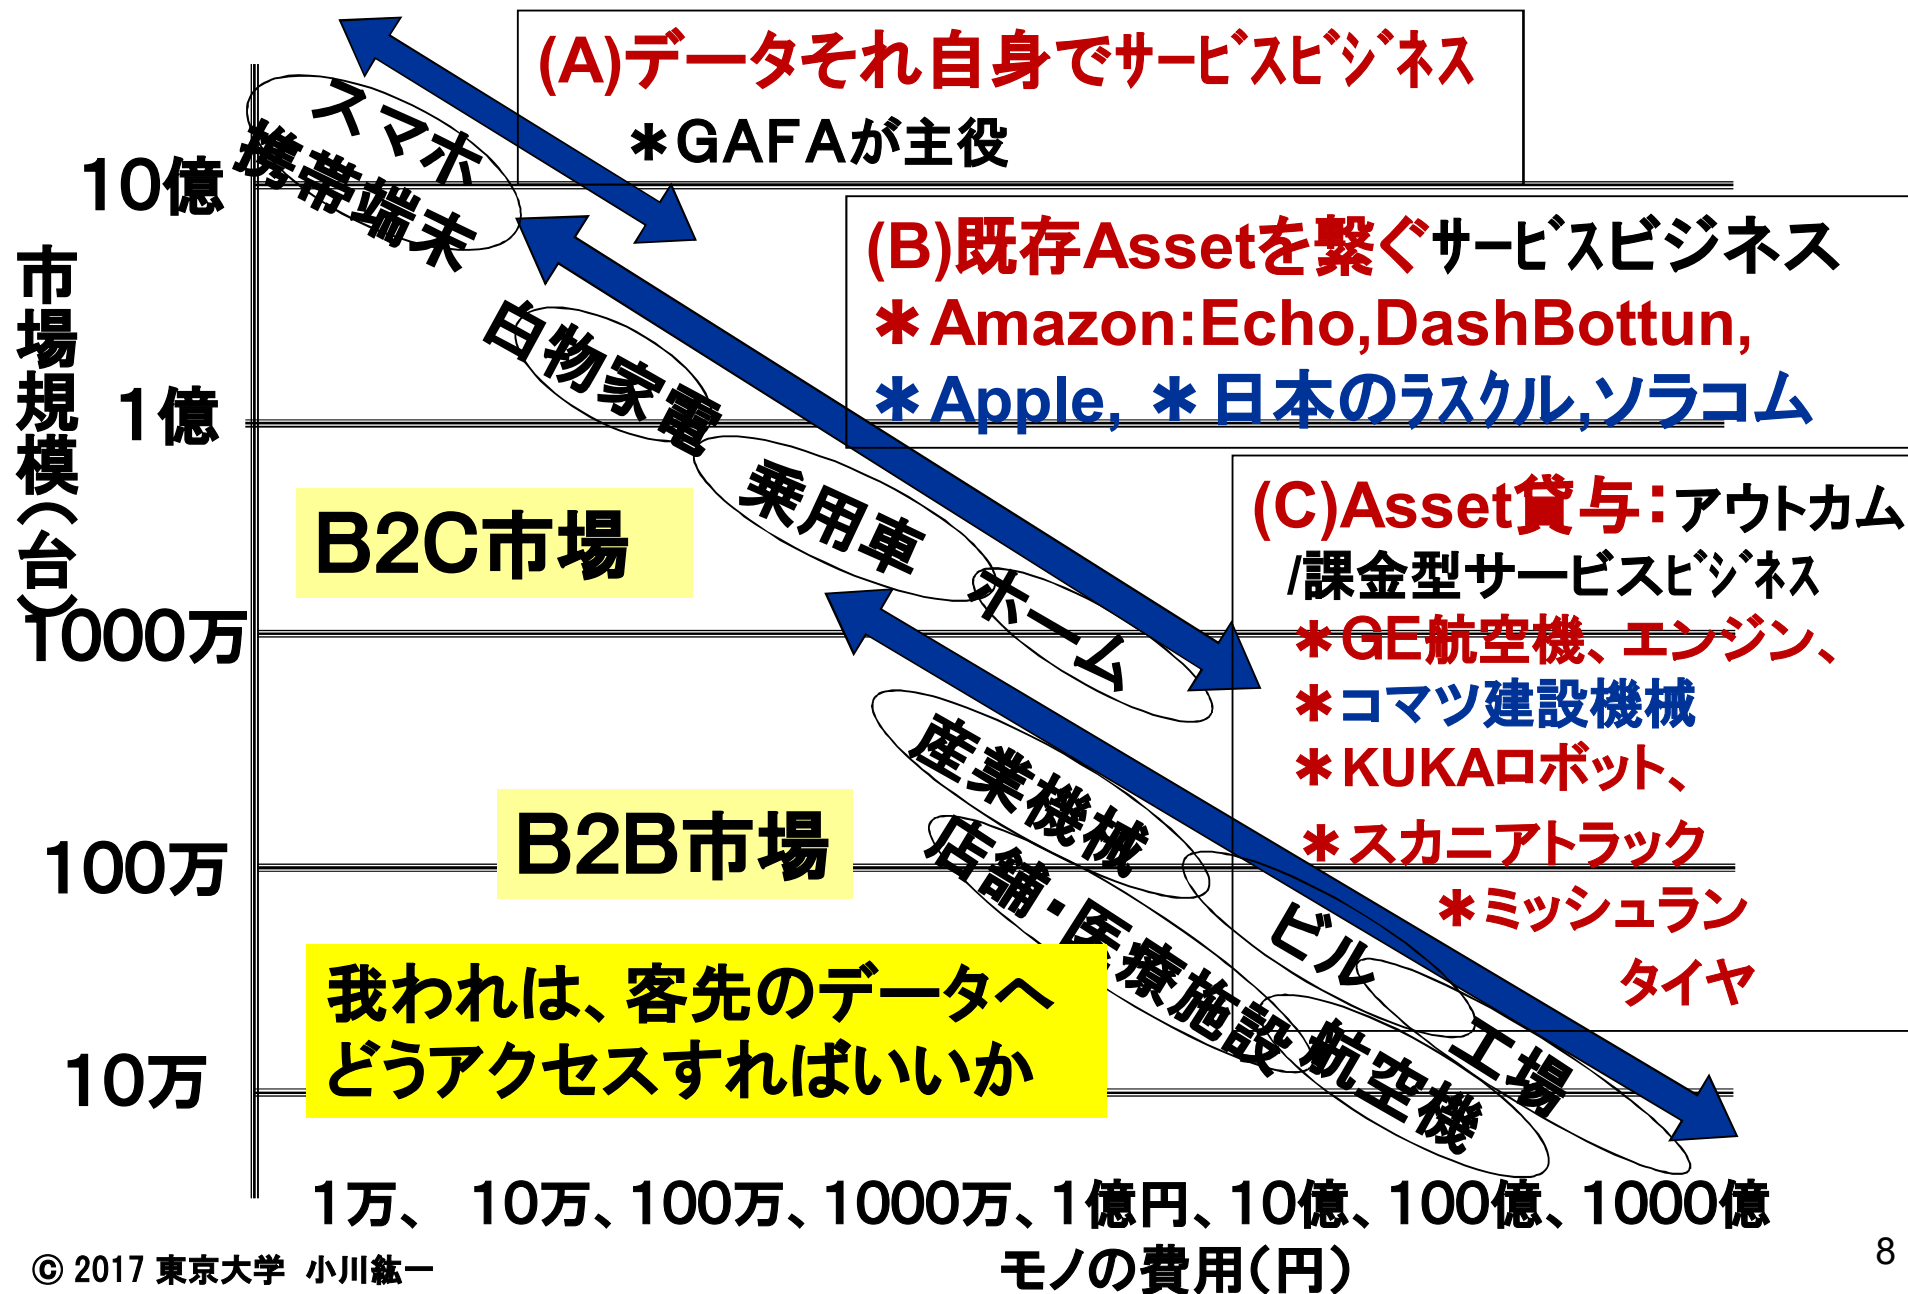 (A)データそれ自身でｻｰﾋﾞｽﾋﾞｼﾞﾈｽ
＊GAFAが主役
スマホ
携帯端末
10億
(B)既存Assetを繋ぐｻｰﾋﾞｽビジネス
＊Amazon:Echo,DashBottun,
＊Apple, ＊日本のﾗｽｸﾙ,ソラコム
白物家電
1億
市場規模(台)
乗用車
B2C市場
ホーム
(C)Asset貸与：アウトカム
/課金型サービスﾋﾞｼﾞﾈｽ
＊GE航空機、エンジン、
＊コマツ建設機械
＊KUKAロボット、
＊スカニアトラック
＊ミッシュラン
タイヤ
1000万
産業機械
B2B市場
100万
店舗・医療施設
ビル
我われは、客先のデータへ
どうアクセスすればいいか
航空機
工場
10万
1万、 10万、100万、1000万、1億円、10億、100億、1000億
モノの費用(円)
© 2017 東京大学 小川紘一
8